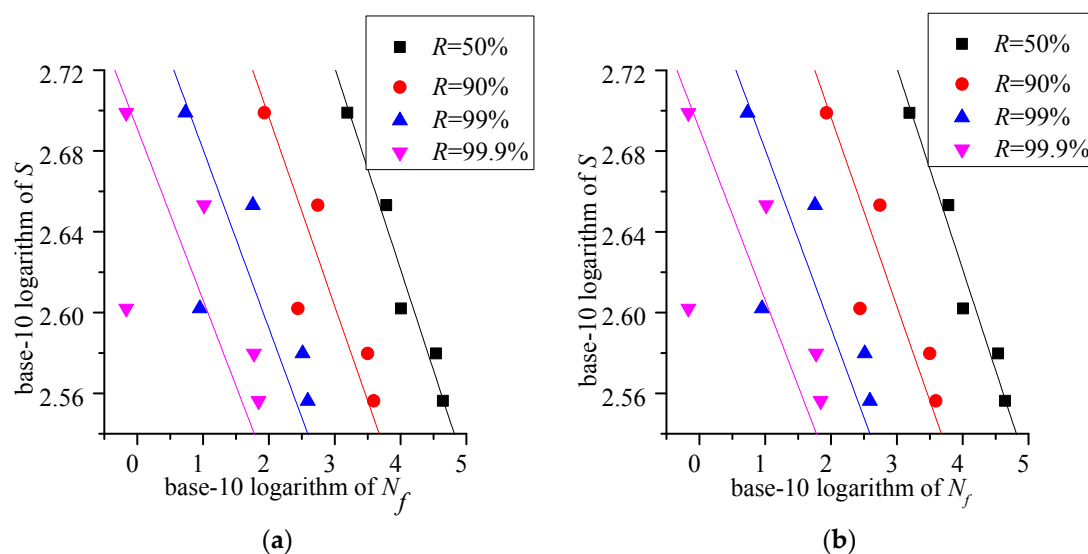 R=50%
R=90%
R=99%
R=99.9%
2.72
2.68
2.64
2.60
2.56
base-10 logarithm of S
0 1 2 3 4 5
base-10 logarithm of Nf
(a)
R=50%
R=90%
R=99%
R=99.9%
2.72
2.68
2.64
2.60
2.56
base-10 logarithm of S
0 1 2 3 4 5
base-10 logarithm of Nf
(b)